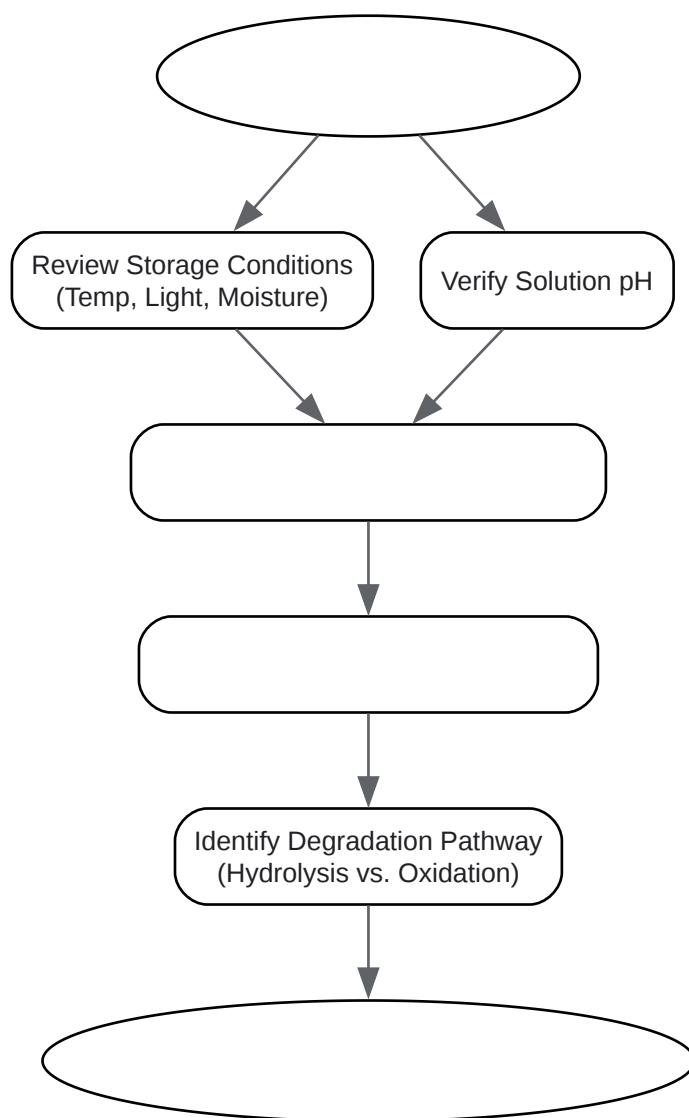 Review Storage Conditions
(Temp, Light, Moisture)
Verify Solution pH
Identify Degradation Pathway
(Hydrolysis vs. Oxidation)